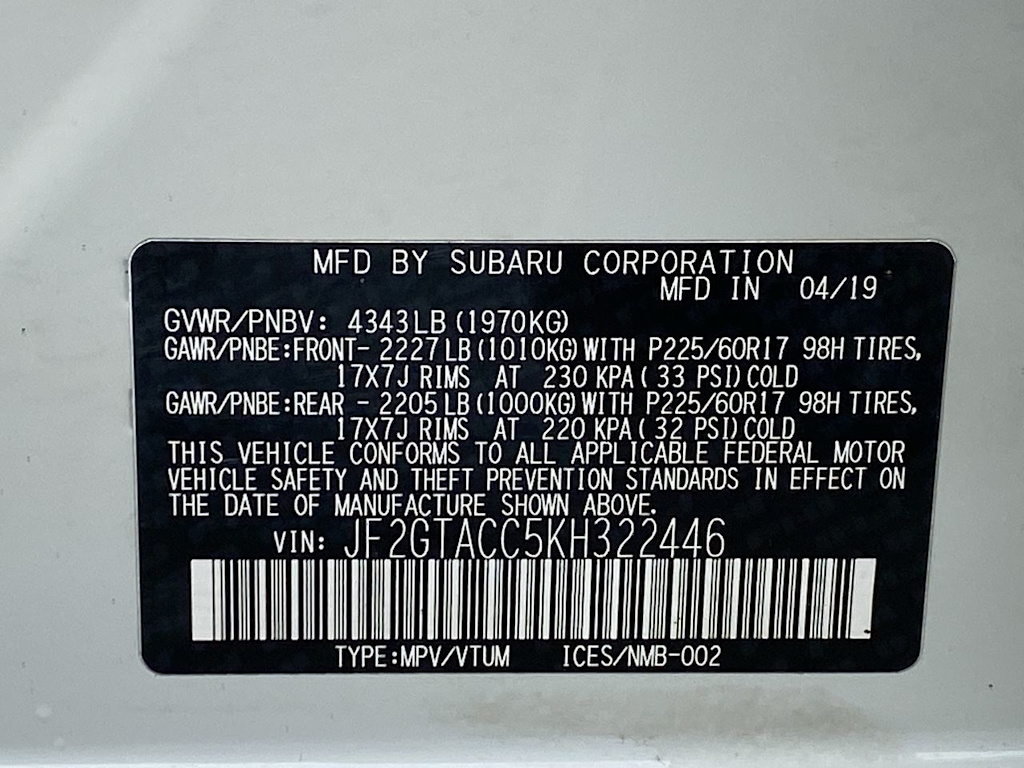 MFD BY SUBARU CORPORATION
MFD IN 04/19
GVWR/PNBV: 4343LB (1970KG)
GAWR/PNBE:FRONT- 2227LB (1010KG) WITH P225/60R17 98H TIRES,
17X7J RIMS AT 230 KPA ( 33 PSI) COLD
GAWR/PNBE:REAR - 2205LB (1000KG) WITH P225/60R17 98H TIRES,
17X7J RIMS AT 220 KPA ( 32 PSI) COLD
THIS VEHICLE CONFORMS TO ALL APPLICABLE FEDERAL MOTOR
VEHICLE SAFETY AND THEFT PREVENTION STANDARDS IN EFFECT ON
THE DATE OF MANUFACTURE SHOWN ABOVE.
VIN: JF2GTACC5KH322446
TYPE:MPV/VTUM ICES/NMB-002